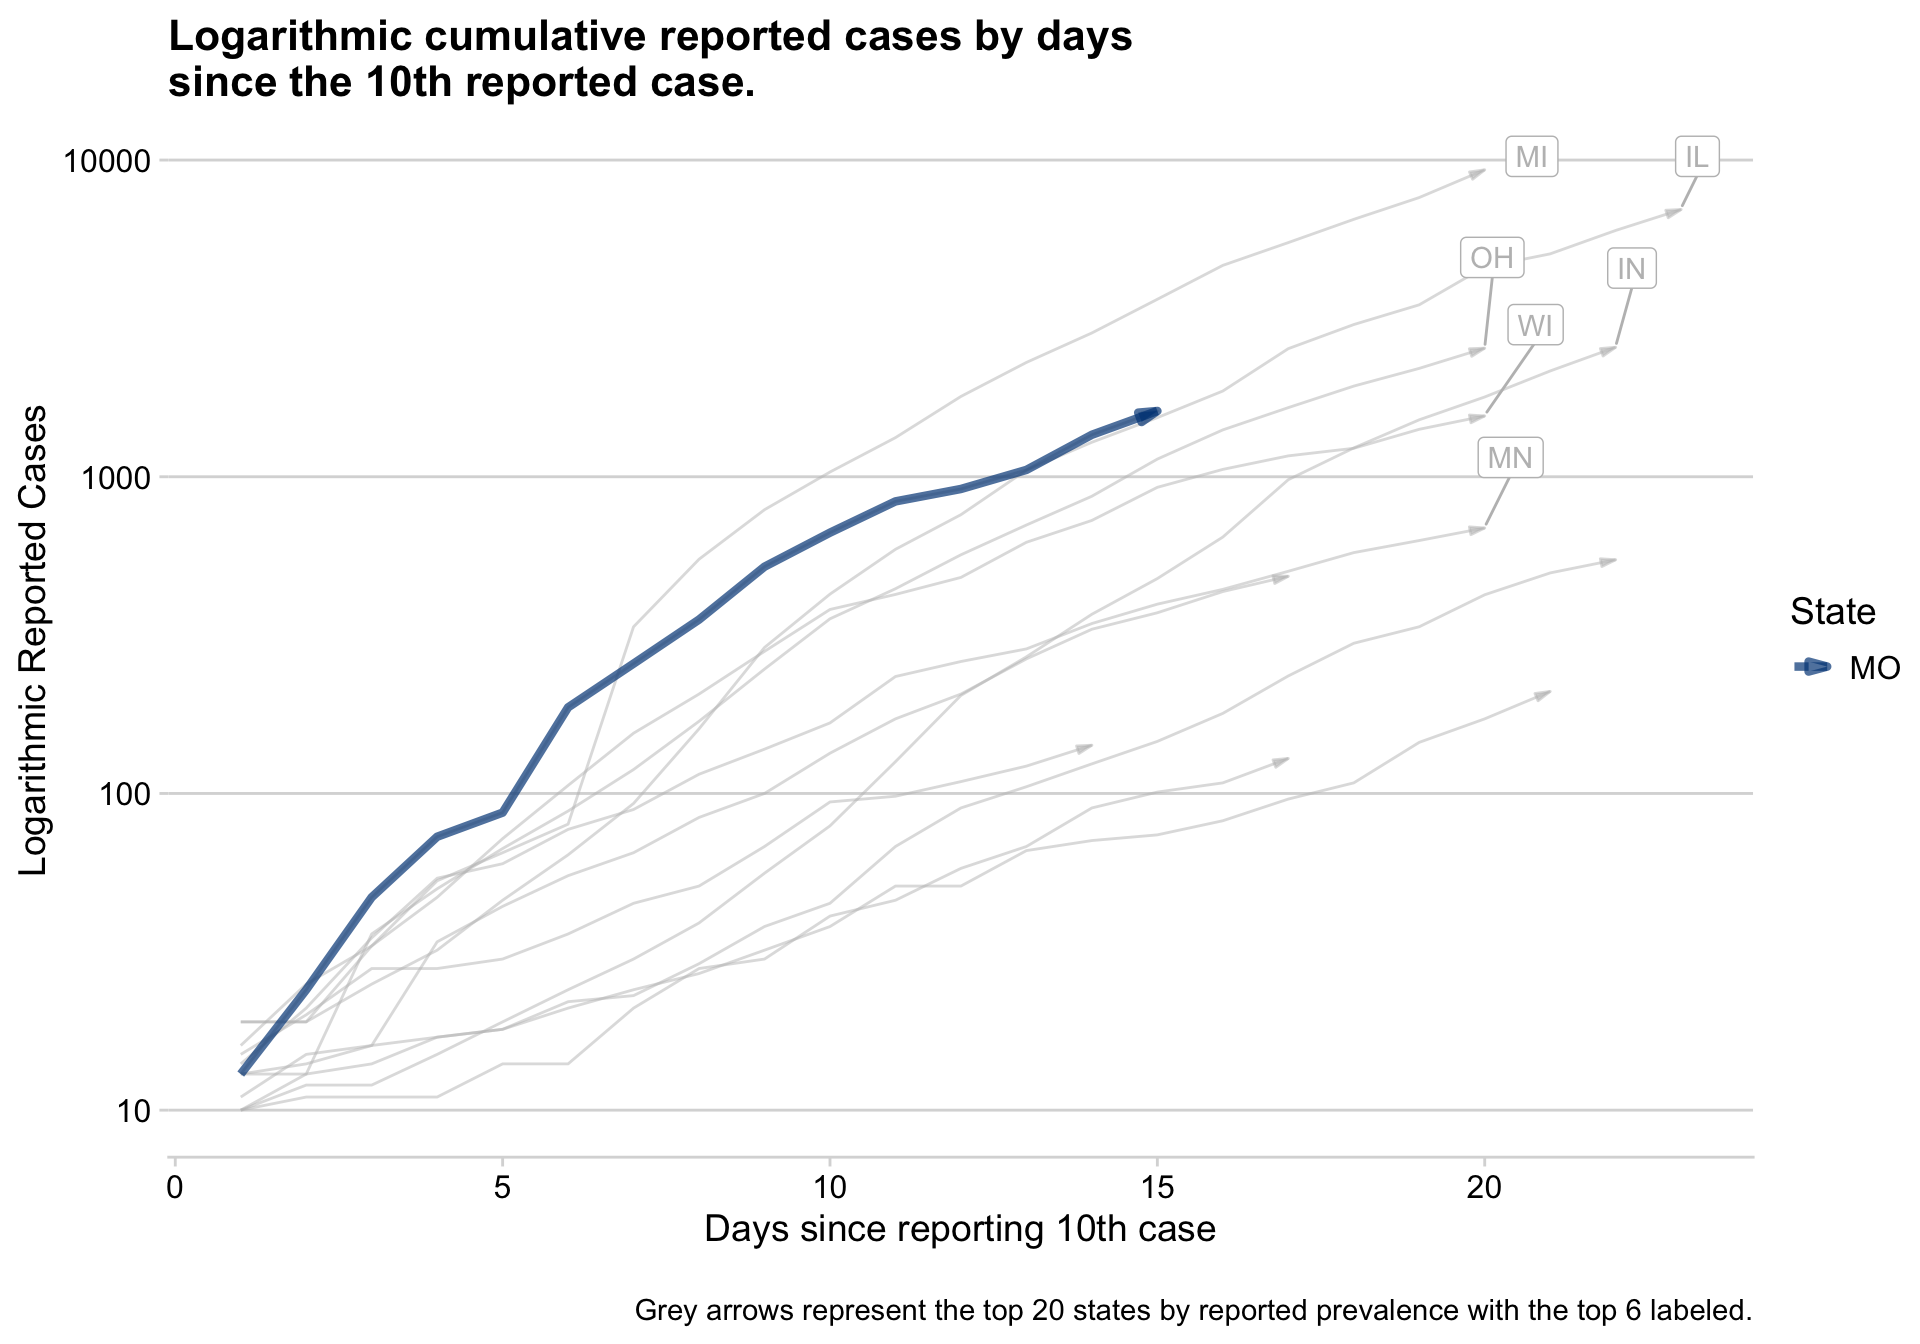 Logarithmic cumulative reported cases by days
since the 10th reported case.
10000
1000
100
10
Logarithmic Reported Cases
MI
IL
OH
IN
WI
MN
State
MO
0 5 10 15 20
Days since reporting 10th case
Grey arrows represent the top 20 states by reported prevalence with the top 6 labeled.